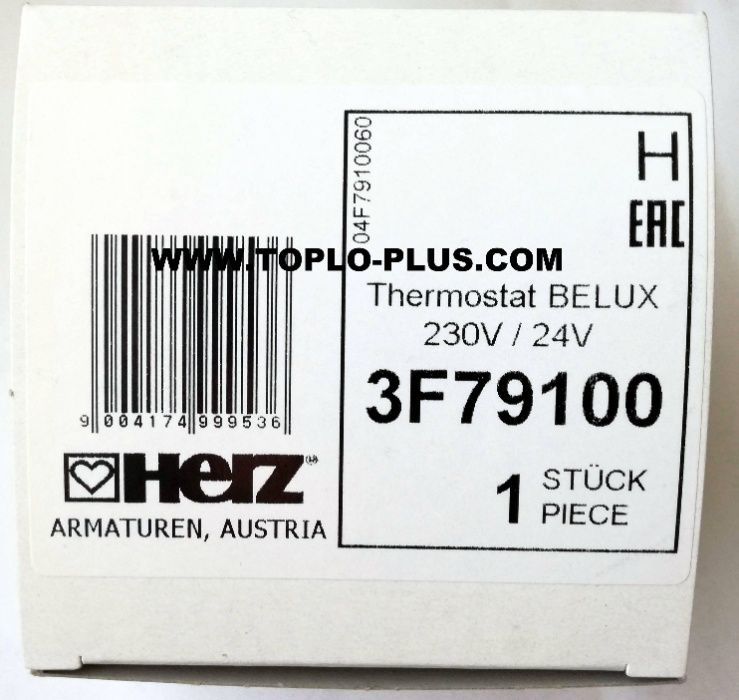 04F7910060
H
EAC
WWW.TOPLO-PLUS.COM
Thermostat BELUX
230V / 24V
3F79100
1 STÜCK
PIECE
9 004174 999536
Herz®
ARMATUREN, AUSTRIA